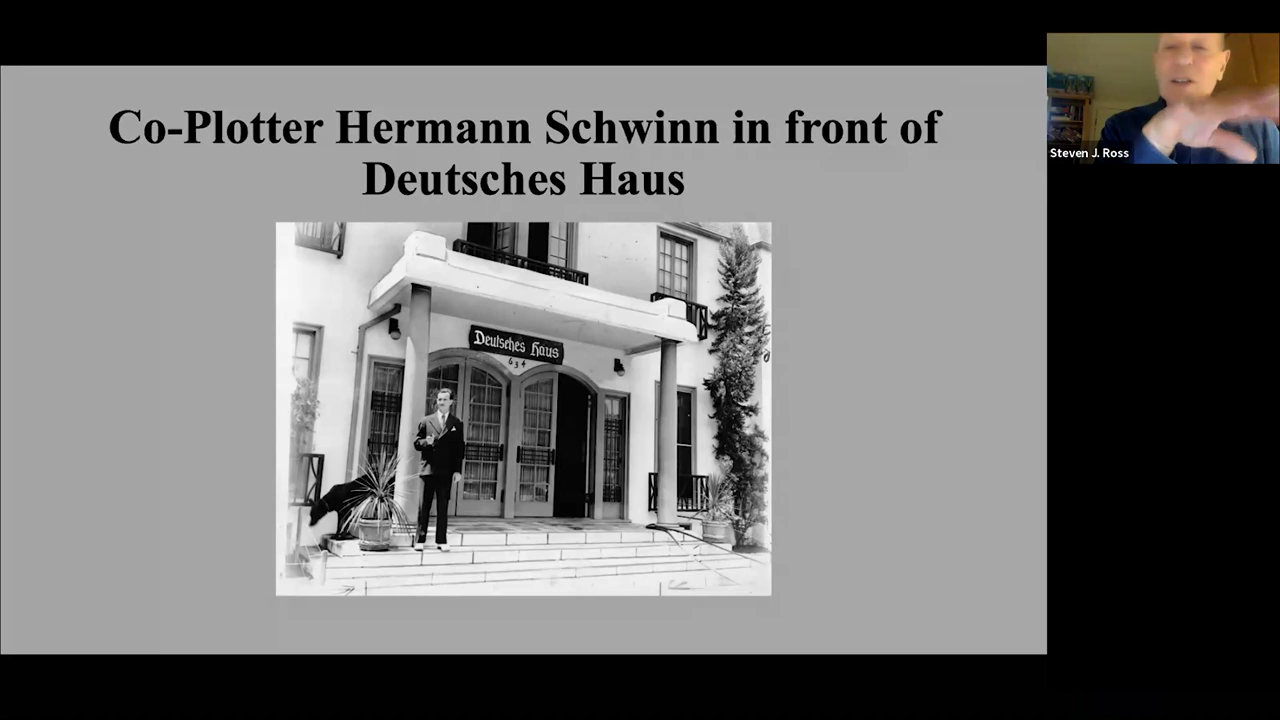 Co-Plotter Hermann Schwinn in front of
Deutsches Haus
Deutsches Haus
634
Steven J. Ross